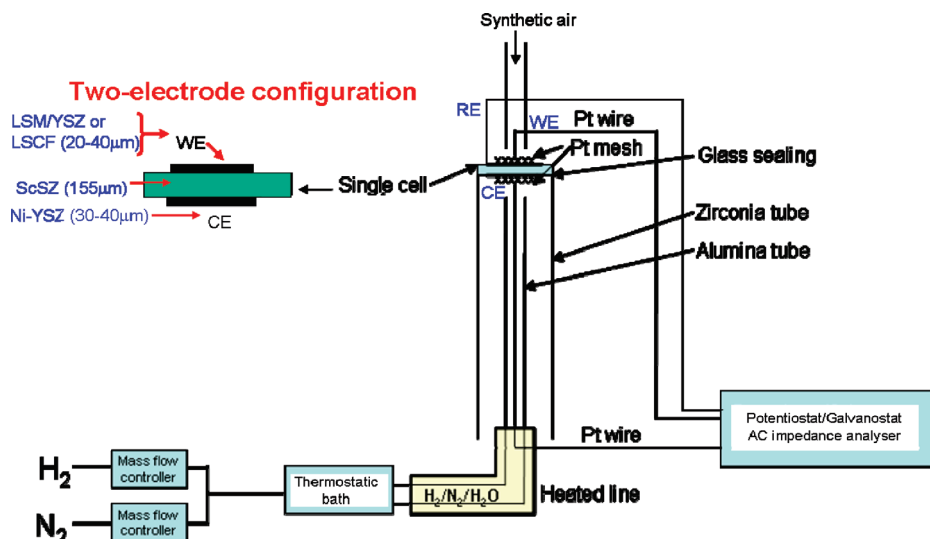 Synthetic air
Two-electrode configuration
LSM/YSZ or
LSCF (20-40μm)
WE
ScSZ (155μm)
Ni-YSZ (30-40μm)
CE
Single cell
RE
WE
Pt wire
Pt mesh
Glass sealing
CE
Zirconia tube
Alumina tube
Potentiostat/Galvanostat
AC impedance analyser
Pt wire
H₂
Mass flow
controller
N₂
Mass flow
controller
Thermostatic
bath
H₂/N₂/H₂O
Heated line